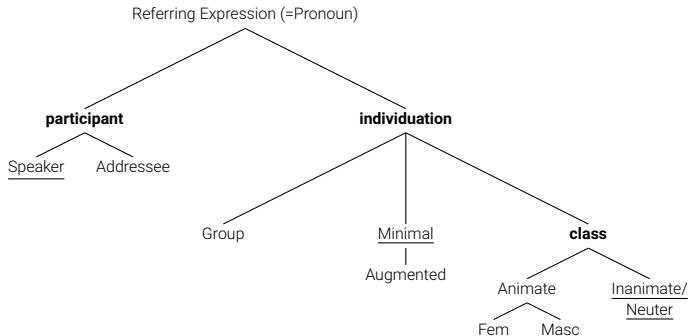 Referring Expression (=Pronoun)
participant individuation
Speaker Addressee
Group Minimal class
Augmented
Animate Inanimate/
Neuter
Fem Masc